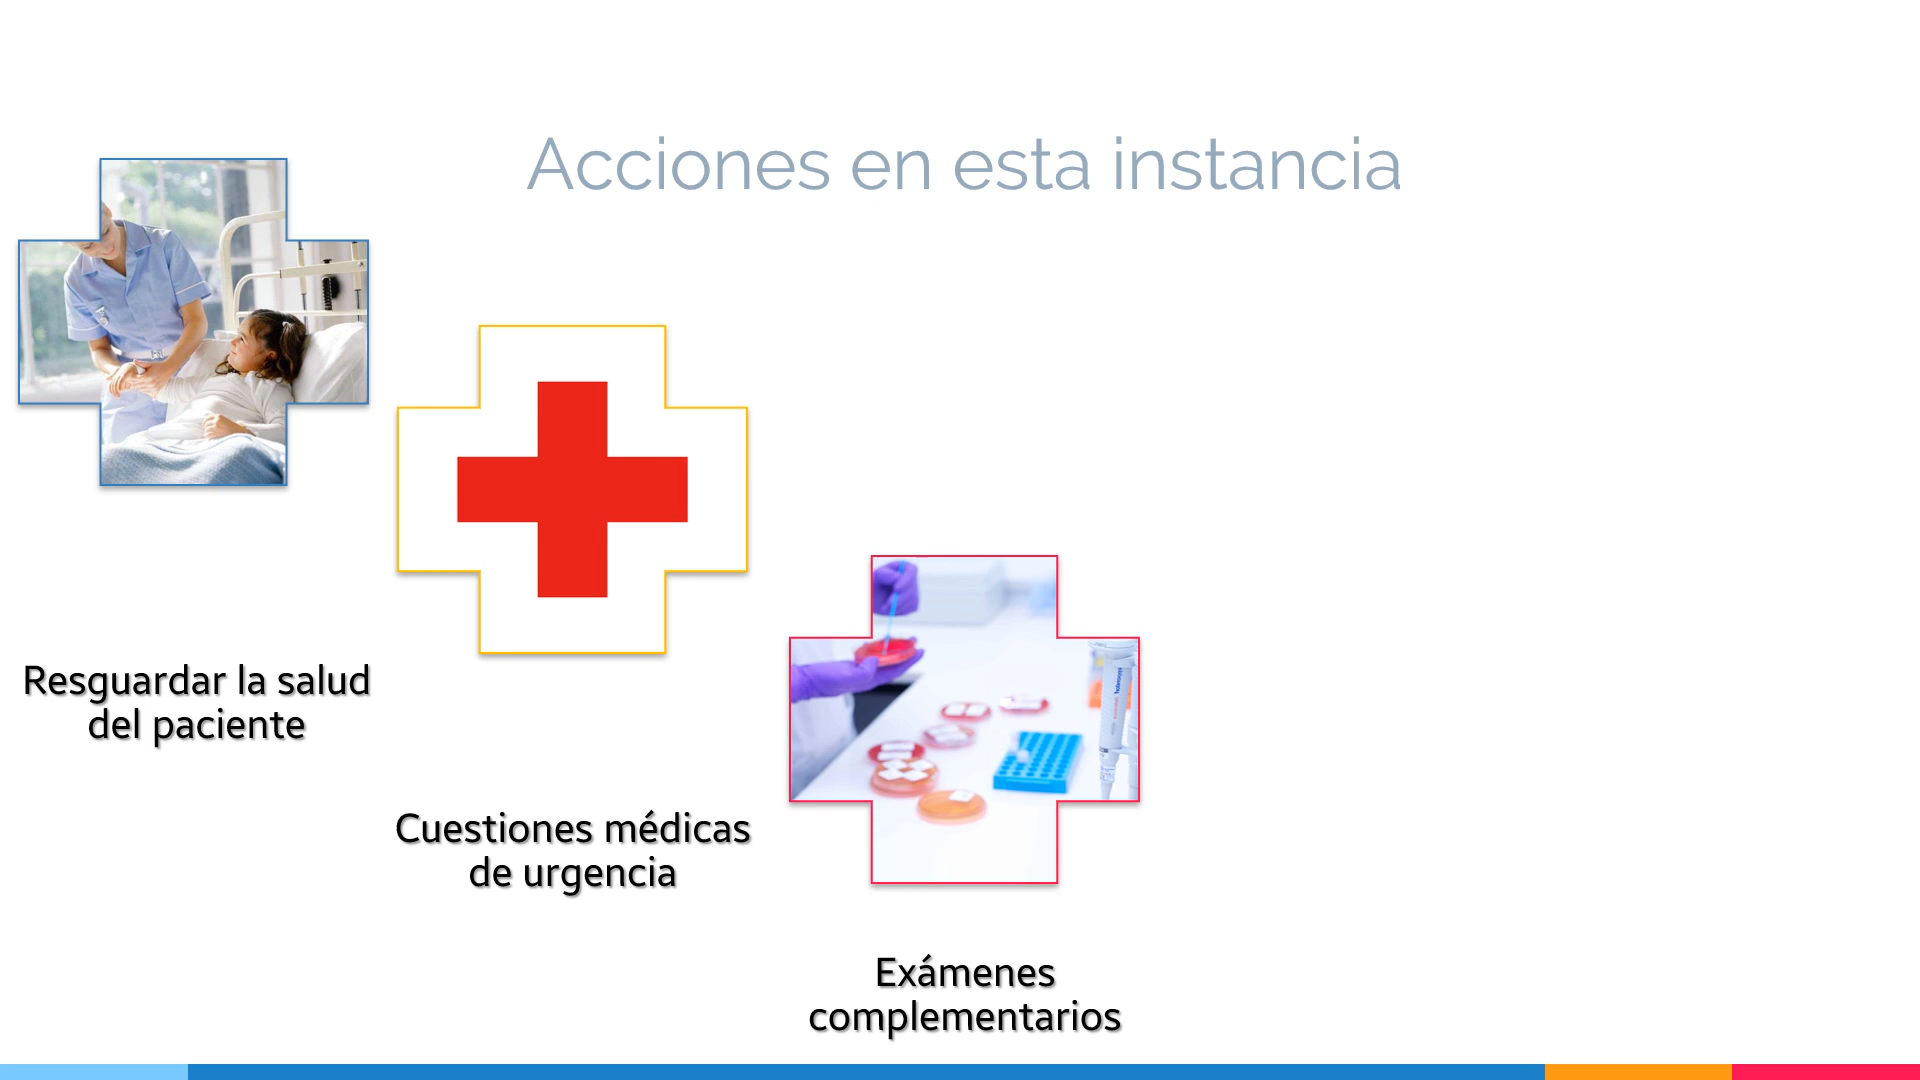 Acciones en esta instancia
Resguardar la salud
del paciente
Cuestiones médicas
de urgencia
Exámenes
complementarios